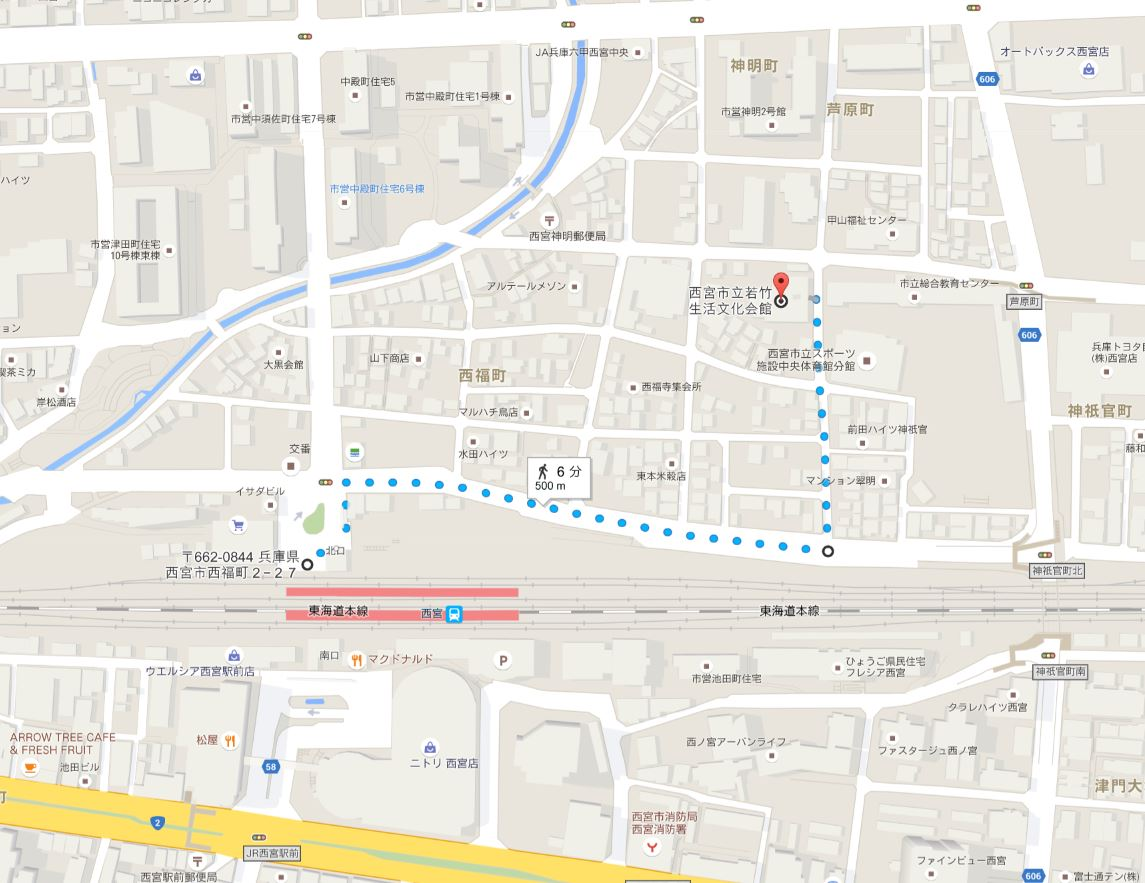 JA兵庫六甲西宮中央
オートバックス西宮店
神明町
606
中殿町住宅5
市営中殿町住宅1号棟
市営中須佐町住宅7号棟
市営神明2号館
芦原町
ハイツ
市営中殿町住宅6号棟
甲山福祉センター
西宮神明郵便局
市営津田町住宅
10号棟東棟
アルテールメゾン
西宮市立若竹
生活文化会館
市立総合教育センター
芦原町
606
ョン
大黒会館
山下商店
西福町
西宮市立スポーツ
施設中央体育館分館
兵庫トヨタ
(株)西宮店
喫茶ミカ
西福寺集会所
岸松酒店
マルハチ鳥店
神祇官町
前田ハイツ神祇官
交番
水田ハイツ
藤和
6 分
500 m
東本米穀店
マンション翠明
イサダビル
北口
〒662-0844 兵庫県
西宮市西福町２−２７
神祇官町北
東海道本線
西宮
東海道本線
南口
マクドナルド
P
ウエルシア西宮駅前店
市営池田町住宅
ひょうご県民住宅
フレシア西宮
神祇官町南
クラレハイツ西宮
ARROW TREE CAFE
& FRESH FRUIT
松屋
池田ビル
58
ニトリ 西宮店
西ノ宮アーバンライフ
ファスタージュ西ノ宮
津門大
町
2
西宮市消防局
西宮消防署
JR西宮駅前
西宮駅前郵便局
ファインビュー西宮
606
富士通テン(株)